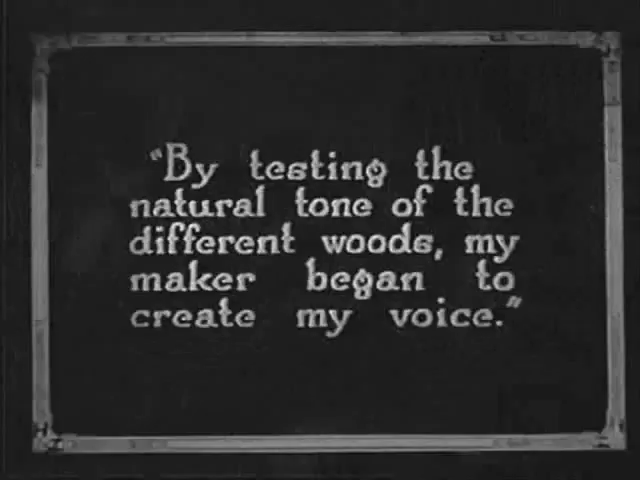 "By testing the
natural tone of the
different woods, my
maker began to
create my voice."